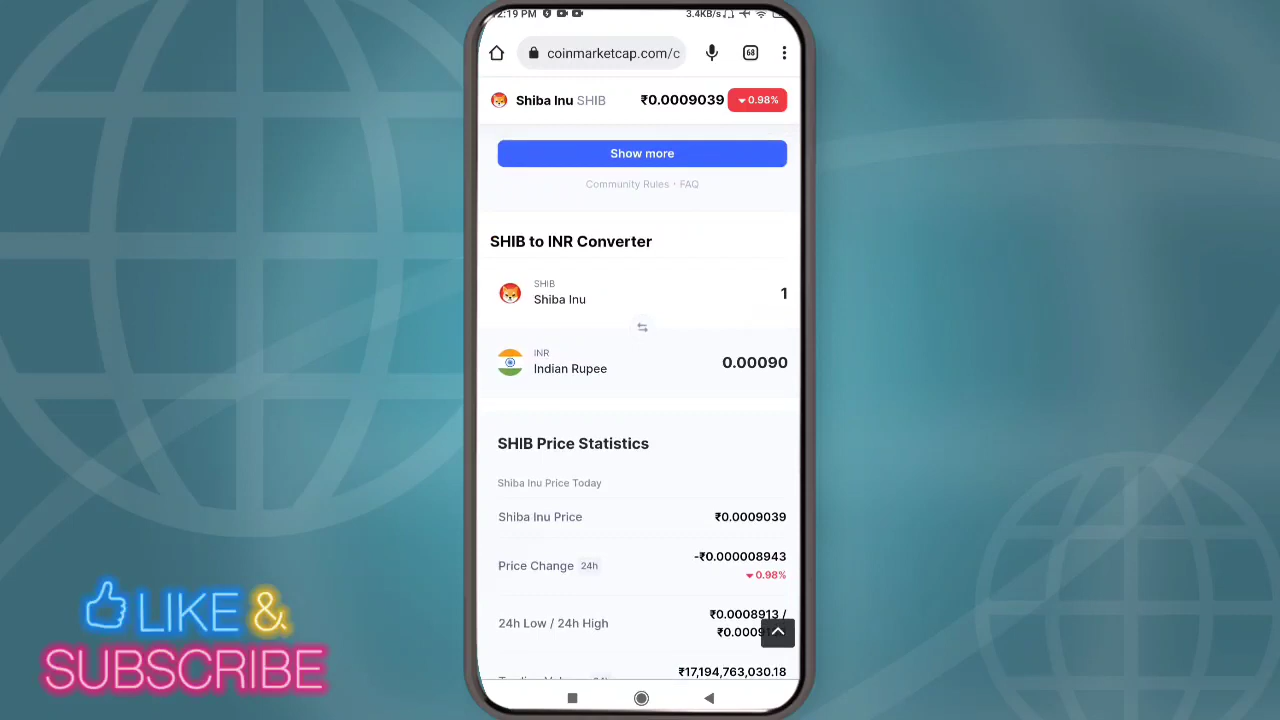 12:19 PM
3.4KB/s
coinmarketcap.com/c
68
Shiba Inu SHIB ₹0.0009039 0.98%
Show more
Community Rules · FAQ
SHIB to INR Converter
SHIB
Shiba Inu
1
INR
Indian Rupee
0.00090
SHIB Price Statistics
Shiba Inu Price Today
Shiba Inu Price ₹0.0009039
Price Change 24h
-₹0.000008943
0.98%
24h Low / 24h High
₹0.0008913 /
₹17,194,763,030.18
LIKE &
SUBSCRIBE